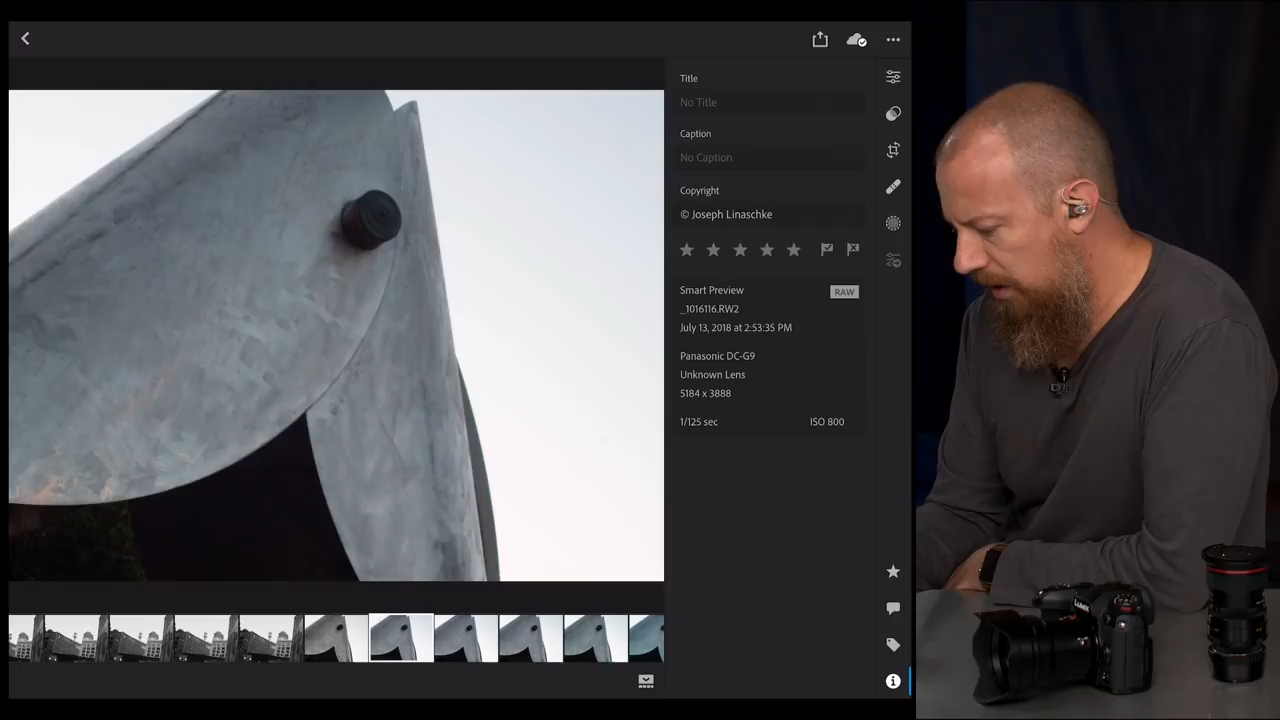 Title
No Title
Caption
No Caption
Copyright
© Joseph Linaschke
Smart Preview
RAW
_1016116.RW2
July 13, 2018 at 2:53:35 PM
Panasonic DC-G9
Unknown Lens
5184 x 3888
1/125 sec
ISO 800
LUMIX